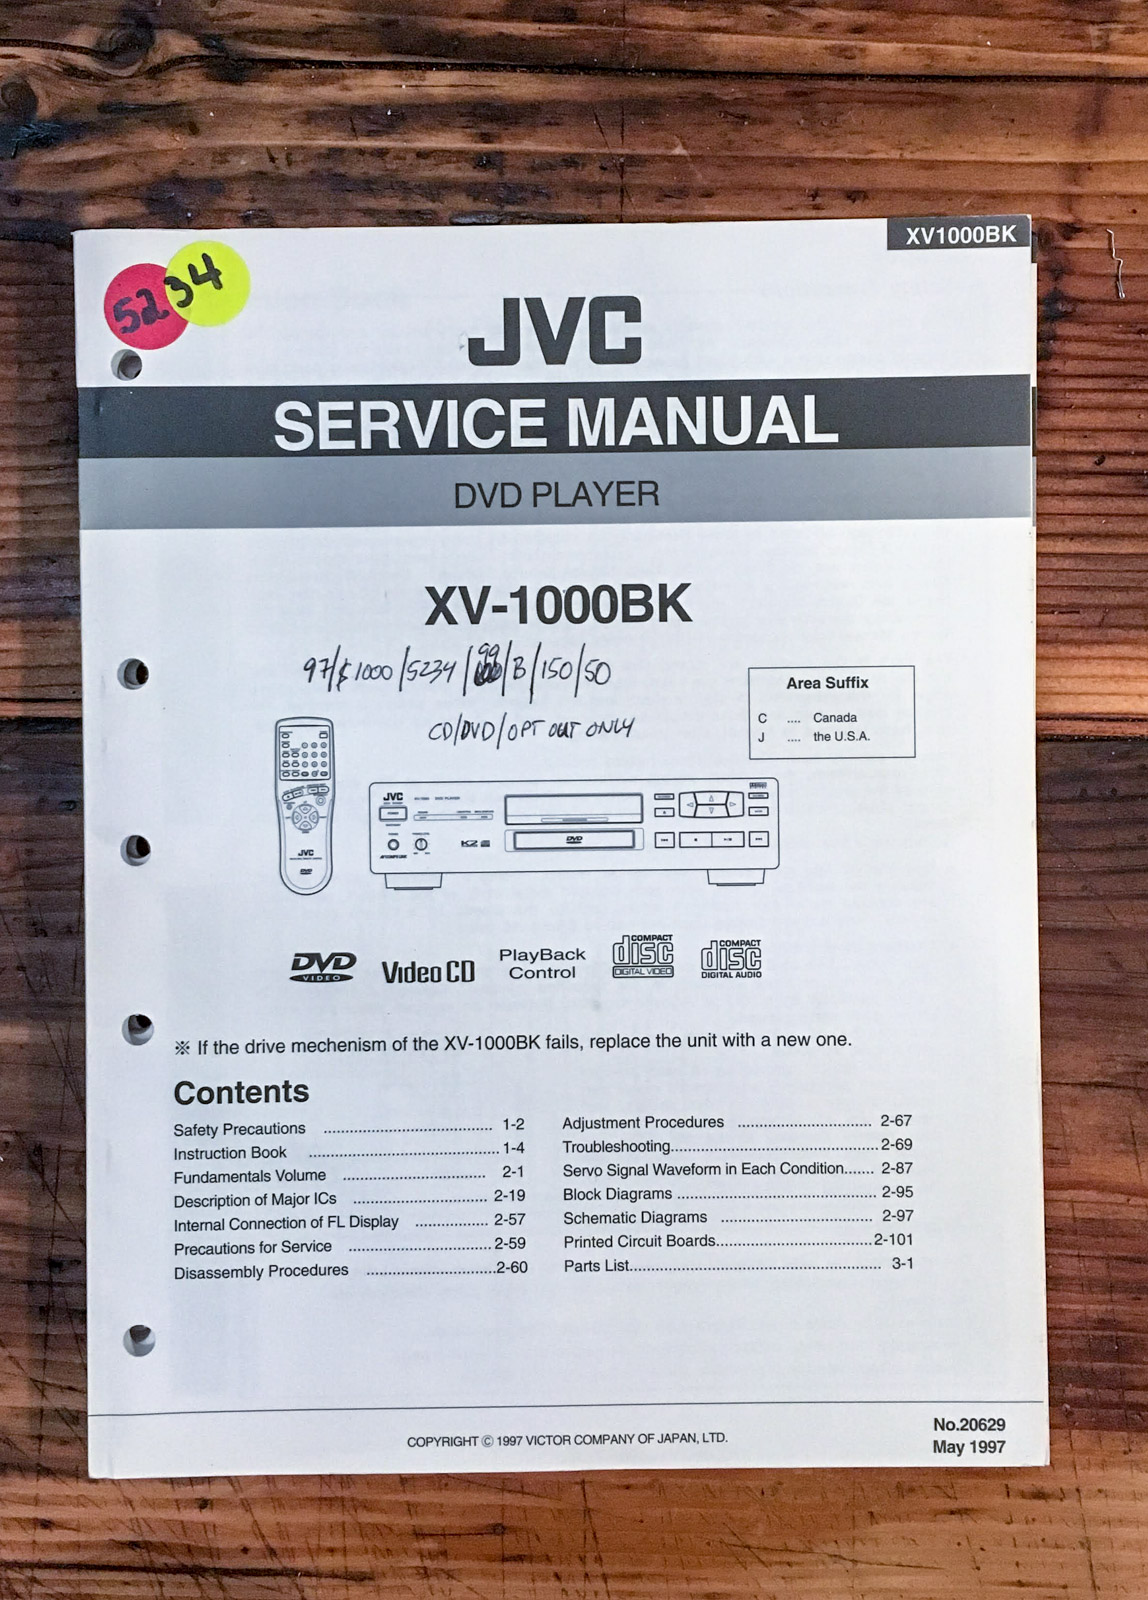 XV1000BK
5234
JVC
SERVICE MANUAL
DVD PLAYER
XV-1000BK
97/$1000/5234/99/B/150/50
CD/DVD/OPT OUT ONLY
Area Suffix
C .... Canada
J .... the U.S.A.
JVC
DVD
JVC
K2
DVD
DVD VIDEO
Video CD
PlayBack Control
COMPACT disc DIGITAL VIDEO
COMPACT disc DIGITAL AUDIO
※ If the drive mechenism of the XV-1000BK fails, replace the unit with a new one.
Contents
Safety Precautions ........................................ 1-2
Instruction Book ............................................. 1-4
Fundamentals Volume .................................. 2-1
Description of Major ICs ................................ 2-19
Internal Connection of FL Display .................. 2-57
Precautions for Service .................................. 2-59
Disassembly Procedures ................................ 2-60
Adjustment Procedures ................................ 2-67
Troubleshooting.................................................. 2-69
Servo Signal Waveform in Each Condition....... 2-87
Block Diagrams ................................................ 2-95
Schematic Diagrams .................................... 2-97
Printed Circuit Boards...................................... 2-101
Parts List............................................................ 3-1
COPYRIGHT © 1997 VICTOR COMPANY OF JAPAN, LTD.
No.20629
May 1997